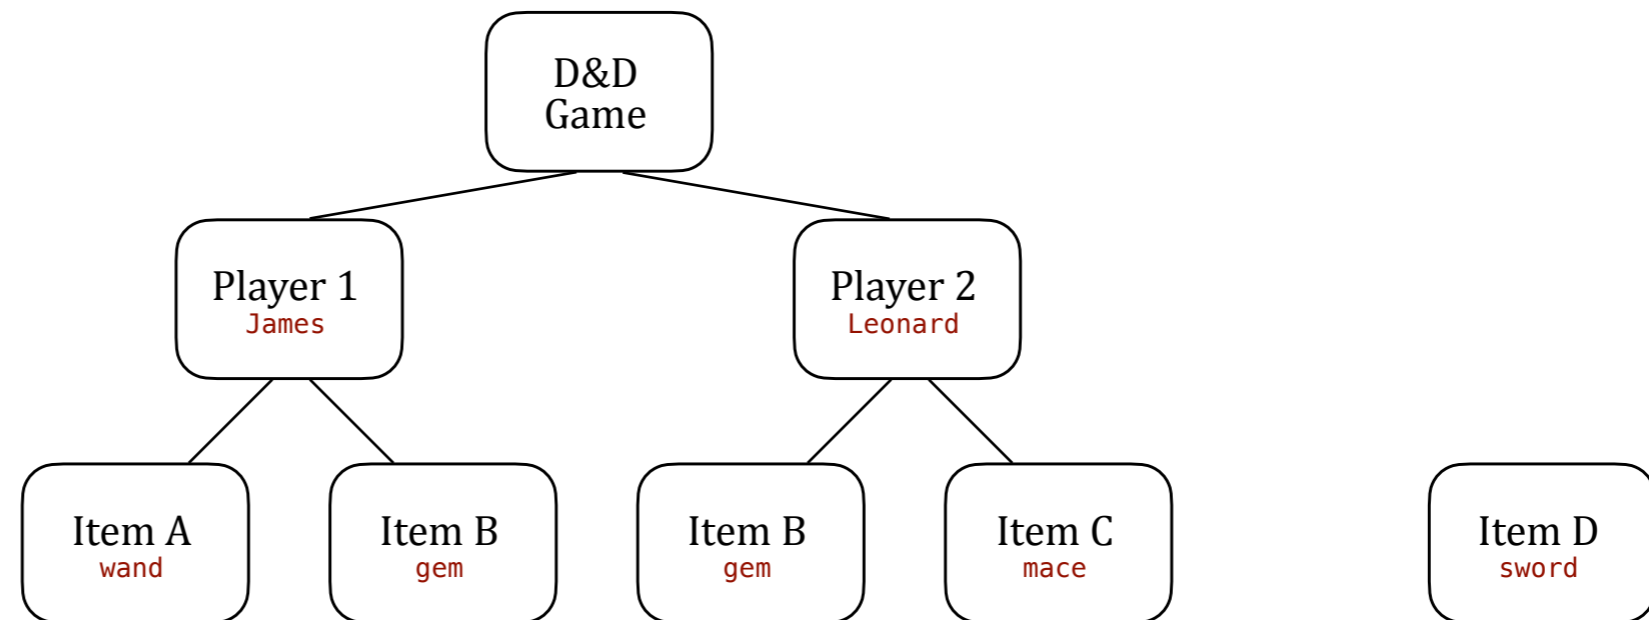 D&D
Game
Player 1
James
Player 2
Leonard
Item A
wand
Item B
gem
Item B
gem
Item C
mace
Item D
sword